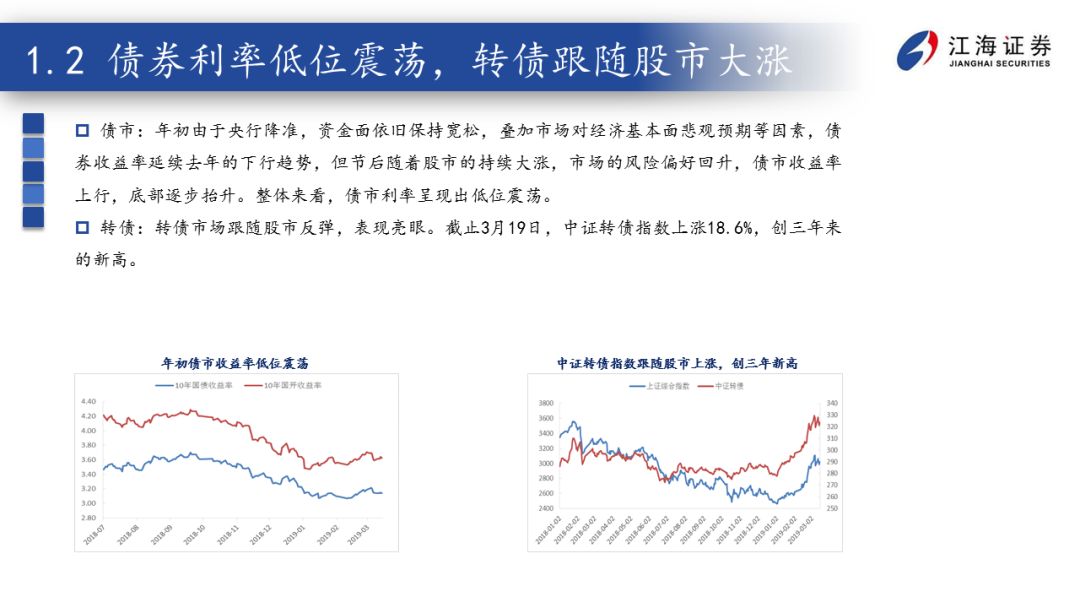 1.2 债券利率低位震荡，转债跟随股市大涨
江海证券
JIANGHAI SECURITIES
债市：年初由于央行降准，资金面依旧保持宽松，叠加市场对经济基本面悲观预期等因素，债
券收益率延续去年的下行趋势，但节后随着股市的持续大涨，市场的风险偏好回升，债市收益率
上行，底部逐步抬升。整体来看，债市利率呈现出低位震荡。
转债：转债市场跟随股市反弹，表现亮眼。截止3月19日，中证转债指数上涨18.6%，创三年来
的新高。
年初债市收益率低位震荡
10年国债收益率 10年国开收益率
4.40
4.20
4.00
3.80
3.60
3.40
3.20
3.00
2.80
2018-07 2018-08 2018-09 2018-10 2018-11 2018-12 2019-01 2019-02 2019-03
中证转债指数跟随股市上涨，创三年新高
上证综合指数 中证转债
3800 340
3600 330
3400 320
3200 310
3000 300
2800 290
2600 280
2400 270
260
250
2018-01-02 2018-02-02 2018-03-02 2018-04-02 2018-05-02 2018-06-02 2018-07-02 2018-08-02 2018-09-02 2018-10-02 2018-11-02 2018-12-02 2019-01-02 2019-02-02 2019-03-02